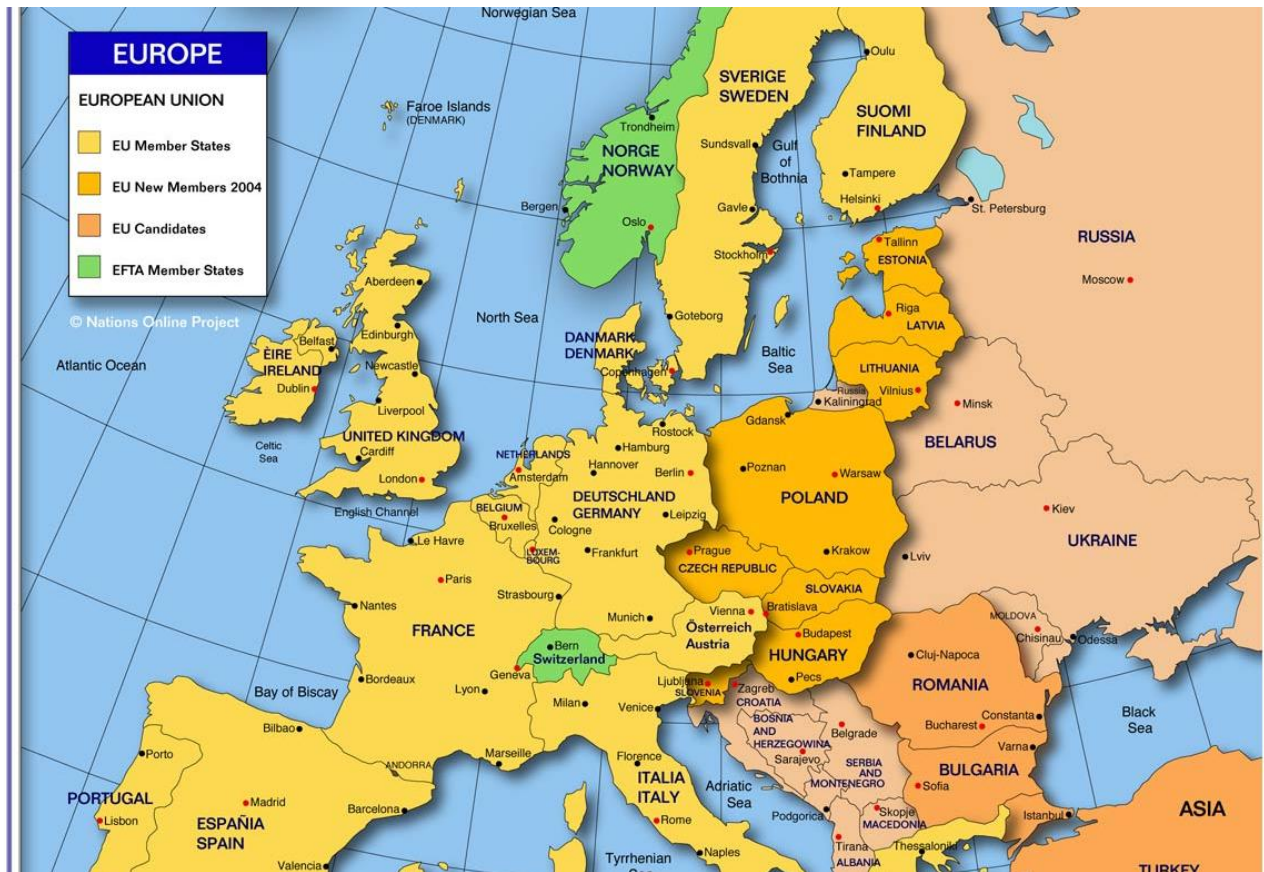 Norwegian Sea
EUROPE
EUROPEAN UNION
EU Member States
EU New Members 2004
EU Candidates
EFTA Member States
© Nations Online Project
Faroe Islands
(DENMARK)
Oulu
SVERIGE
SWEDEN
SUOMI
FINLAND
Trondheim
NORGE
NORWAY
Sundsvall
Gulf
of
Bothnia
Tampere
Helsinki
St. Petersburg
Bergen
Oslo
Gavle
Stockholm
Tallinn
ESTONIA
RUSSIA
Moscow
Aberdeen
Edinburgh
North Sea
Goteborg
Riga
LATVIA
Atlantic Ocean
Belfast
ÈIRE
IRELAND
Dublin
Newcastle
Liverpool
DANMARK
DENMARK
Copenhagen
Baltic
Sea
LITHUANIA
Vilnius
Russia
Kaliningrad
Minsk
BELARUS
Celtic
Sea
UNITED KINGDOM
Cardiff
London
English Channel
NETHERLANDS
Amsterdam
Rostock
Hamburg
Hannover
Berlin
Gdansk
Poznan
Warsaw
POLAND
BELGIUM
Bruxelles
DEUTSCHLAND
GERMANY
Leipzig
Cologne
Kiev
UKRAINE
Le Havre
LUXEM-
BOURG
Frankfurt
Prague
CZECH REPUBLIC
Krakow
Lviv
Paris
Strasbourg
SLOVAKIA
Nantes
FRANCE
Munich
Vienna
Bratislava
Österreich
Austria
Budapest
HUNGARY
MOLDOVA
Chisinau
Odessa
Bern
Switzerland
Geneva
Cluj-Napoca
Bay of Biscay
Bordeaux
Lyon
Milan
Venice
Ljubljana
SLOVENIA
Zagreb
CROATIA
Pecs
ROMANIA
Bucharest
Constanta
Black
Sea
Bilbao
Porto
BOSNIA
AND
HERZEGOWINA
Sarajevo
Belgrade
SERBIA
AND
MONTENEGRO
Varna
BULGARIA
Sofia
Marseille
ANDORRA
Florence
ITALIA
ITALY
Adriatic
Sea
PORTUGAL
Lisbon
Madrid
Barcelona
ESPAÑIA
SPAIN
Valencia
Rome
Podgorica
Skopje
MACEDONIA
Tirana
ALBANIA
Thessaloniki
Istanbul
ASIA
Naples
Tyrrhenian
Sea
TURKEY